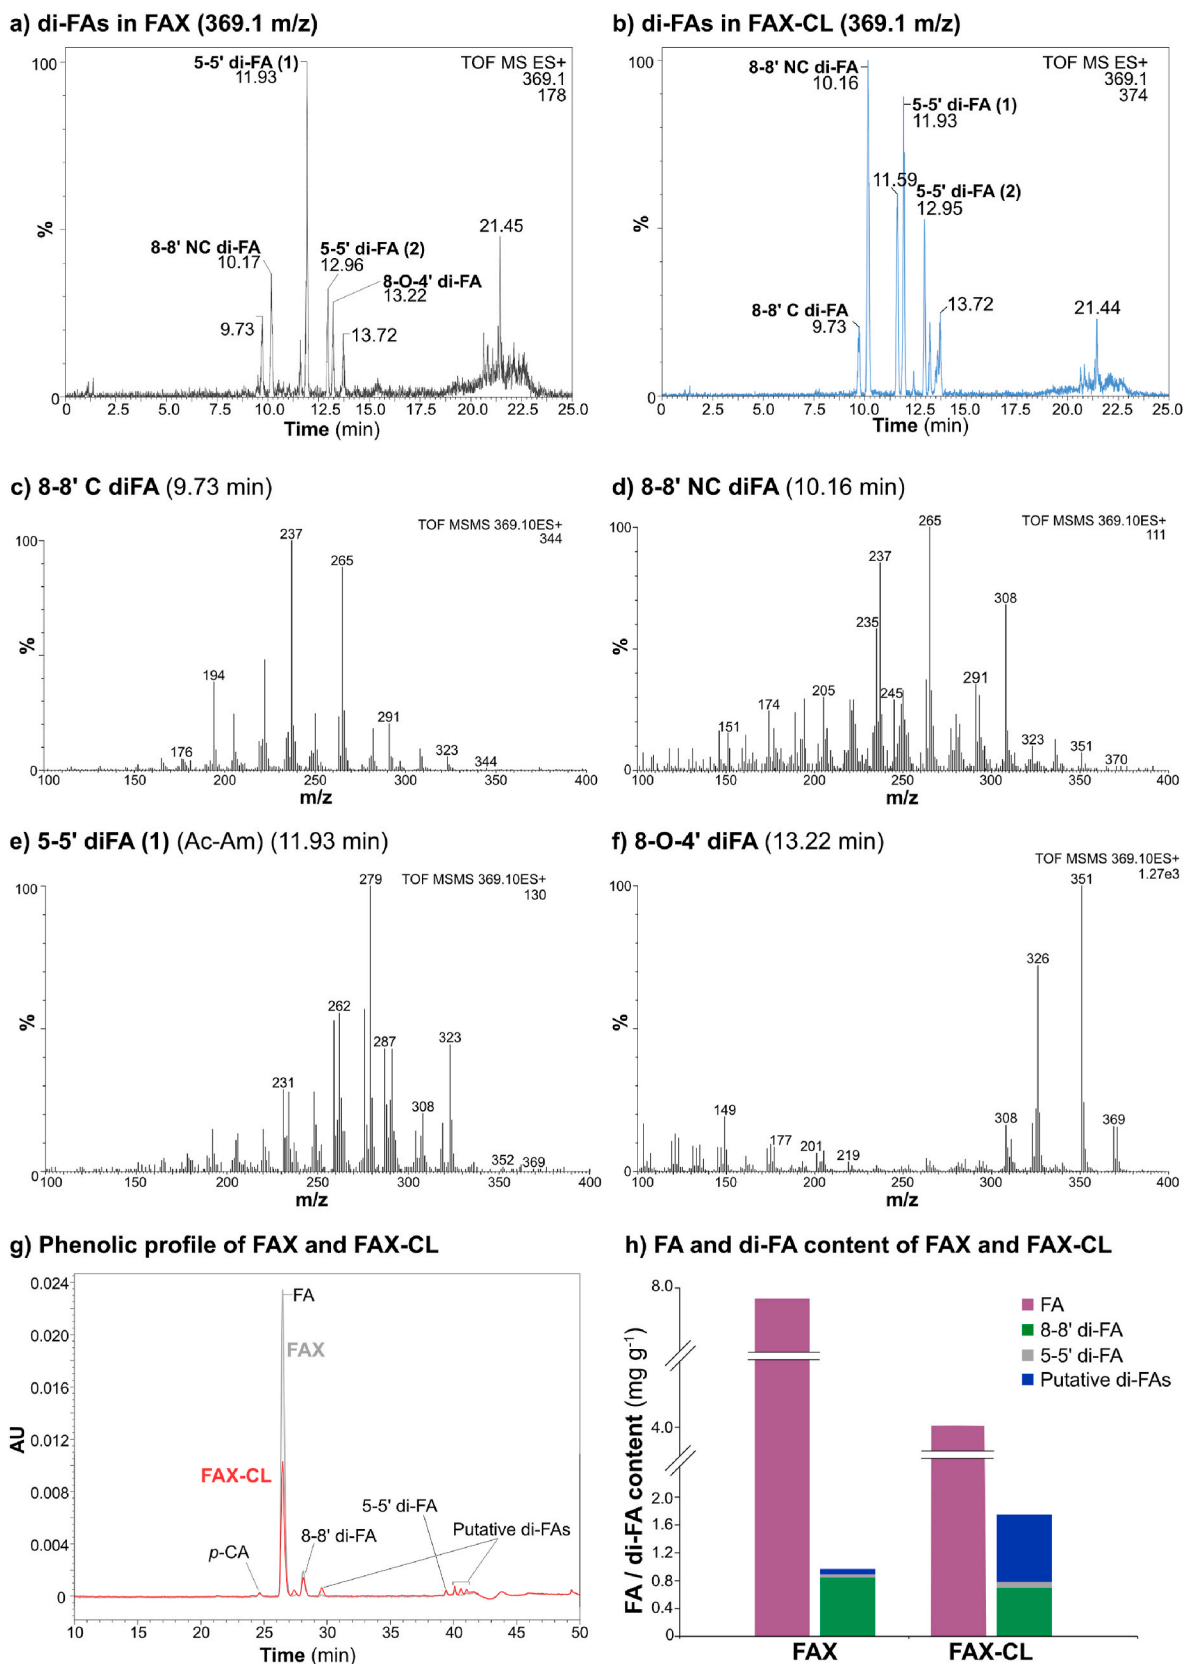 a) di-FAs in FAX (369.1 m/z)
5-5' di-FA (1)
11.93
TOF MS ES+
369.1
178
100
%
8-8' NC di-FA
10.17
5-5' di-FA (2)
12.96
8-O-4' di-FA
13.22
9.73
13.72
21.45
0
0 2.5 5.0 7.5 10.0 12.5 15.0 17.5 20.0 22.5 25.0
Time (min)
b) di-FAs in FAX-CL (369.1 m/z)
8-8' NC di-FA
10.16
TOF MS ES+
369.1
374
100
%
5-5' di-FA (1)
11.93
11.59
5-5' di-FA (2)
12.95
8-8' C di-FA
9.73
13.72
21.44
0
0 2.5 5.0 7.5 10.0 12.5 15.0 17.5 20.0 22.5 25.0
Time (min)
c) 8-8' C diFA (9.73 min)
TOF MSMS 369.10ES+
344
100
%
237
265
194
176
291
323
344
0
100 150 200 250 300 350 400
m/z
d) 8-8' NC diFA (10.16 min)
TOF MSMS 369.10ES+
111
100
%
265
237
308
235
291
245
205
174
151
323
351
370
0
100 150 200 250 300 350 400
m/z
e) 5-5' diFA (1) (Ac-Am) (11.93 min)
TOF MSMS 369.10ES+
130
100
%
279
262
287
323
231
308
352
369
0
100 150 200 250 300 350 400
m/z
f) 8-O-4' diFA (13.22 min)
TOF MSMS 369.10ES+
1.27e3
100
%
351
326
149
177
201
219
308
369
0
100 150 200 250 300 350 400
m/z
g) Phenolic profile of FAX and FAX-CL
0.024
0.020
0.016
0.012
0.008
0.004
0
AU
FA
FAX
FAX-CL
p-CA
8-8' di-FA
5-5' di-FA
Putative di-FAs
10 15 20 25 30 35 40 45 50
Time (min)
h) FA and di-FA content of FAX and FAX-CL
FA / di-FA content (mg g⁻¹)
8.0
4.0
2.0
1.6
1.2
0.8
0.4
0
FA
8-8' di-FA
5-5' di-FA
Putative di-FAs
FAX FAX-CL